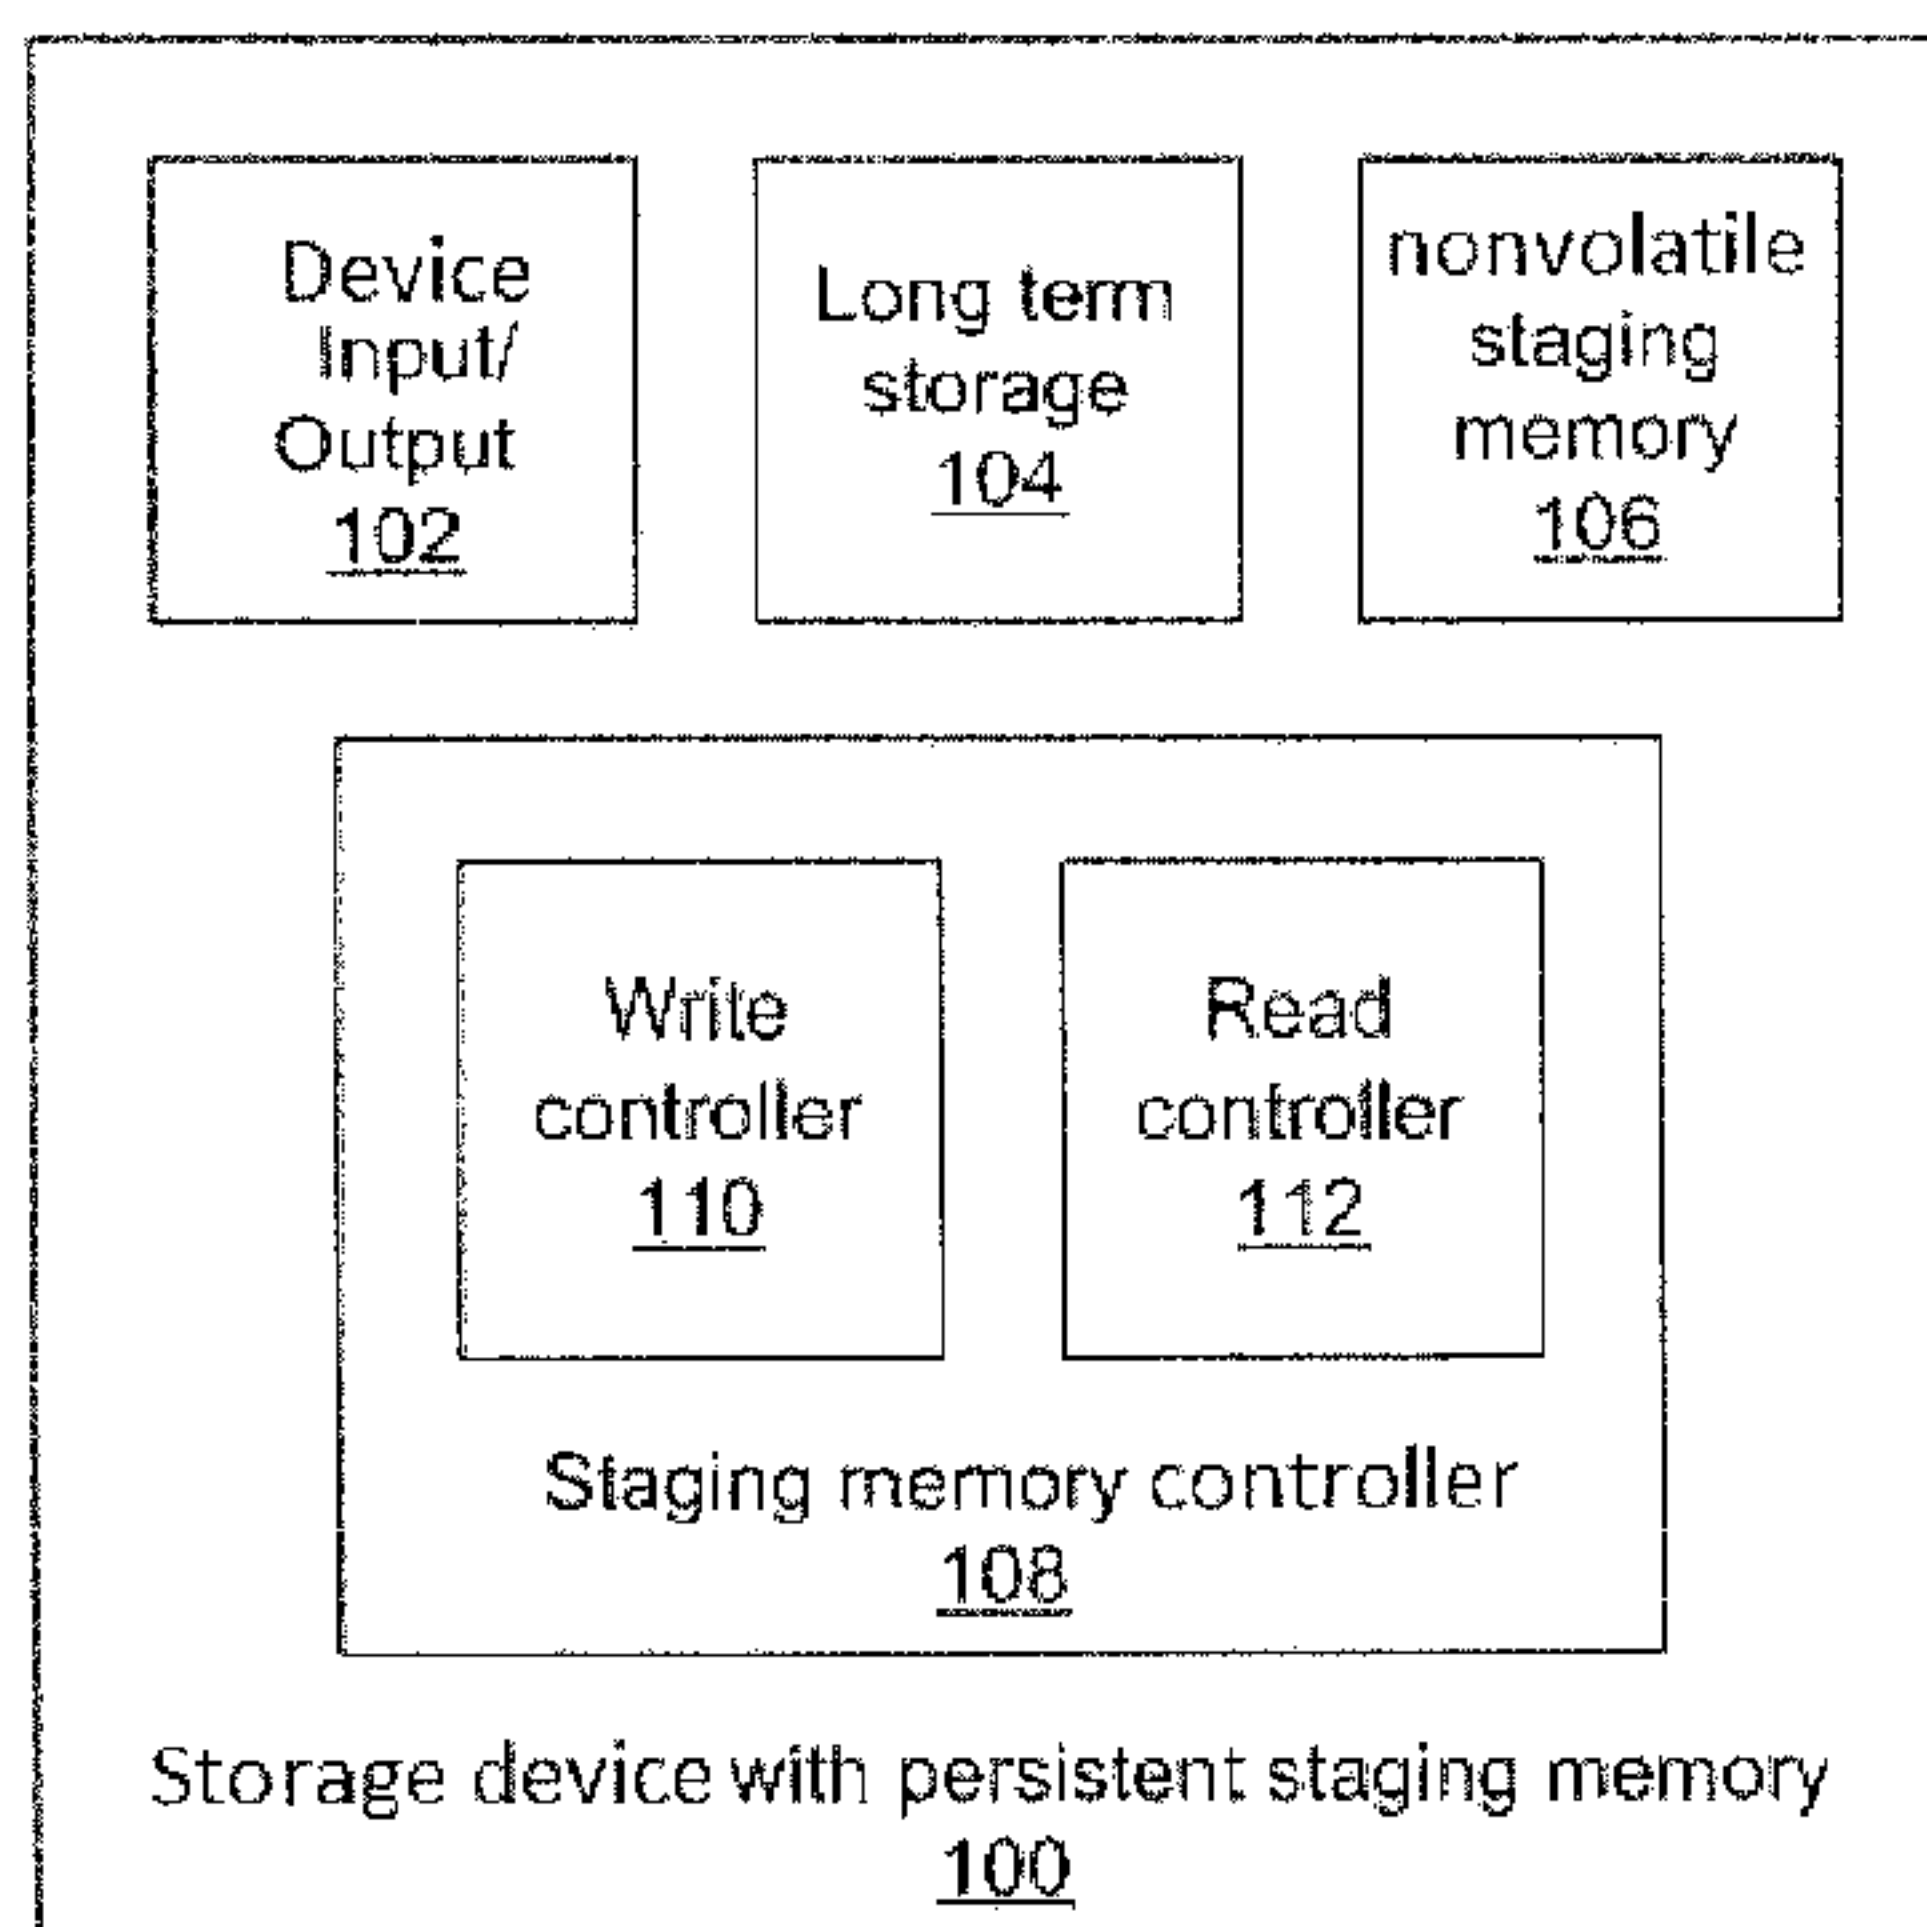 Device
Input/
Output
102
Long term
storage
104
nonvolatile
staging
memory
106
Write
controller
110
Read
controller
112
Staging memory controller
108
Storage device with persistent staging memory
100